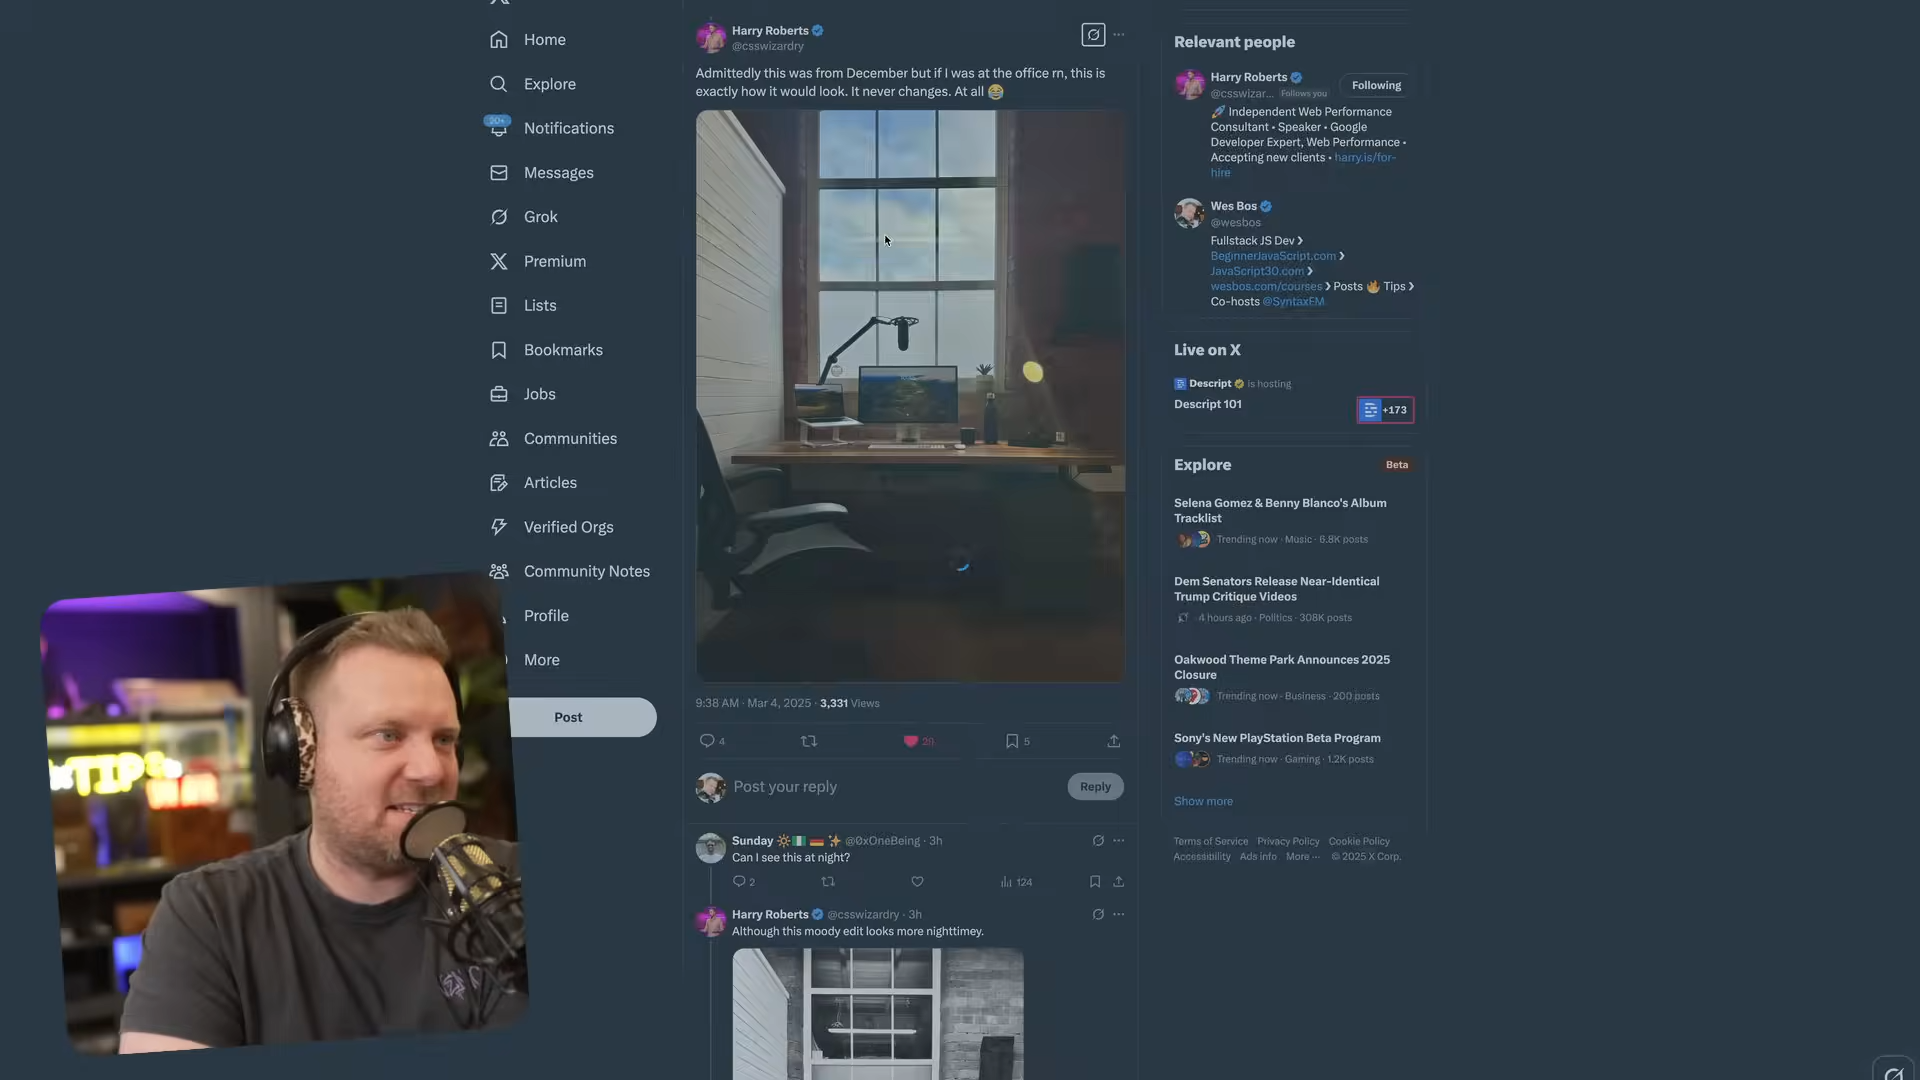 Home
Explore
20+
Notifications
Messages
Grok
Premium
Lists
Bookmarks
Jobs
Communities
Articles
Verified Orgs
Community Notes
Profile
More
Post
Harry Roberts
@csswizardry
Admittedly this was from December but if I was at the office rn, this is
exactly how it would look. It never changes. At all 😂
9:38 AM · Mar 4, 2025 · 3,331 Views
4
5
Post your reply
Reply
Sunday ☀️🇳🇬 🇩🇪 ✨ @0xOneBeing · 3h
Can I see this at night?
2
124
Harry Roberts @csswizardry · 3h
Although this moody edit looks more nighttimey.
Relevant people
Harry Roberts
@csswizar... Follows you
Following
🚀 Independent Web Performance
Consultant • Speaker • Google
Developer Expert, Web Performance •
Accepting new clients • harry.is/for-
hire
Wes Bos
@wesbos
Fullstack JS Dev ❯
BeginnerJavaScript.com ❯
JavaScript30.com ❯
wesbos.com/courses ❯ Posts 🔥 Tips ❯
Co-hosts @SyntaxFM
Live on X
Descript is hosting
Descript 101
+173
Explore
Beta
Selena Gomez & Benny Blanco's Album
Tracklist
Trending now · Music · 6.8K posts
Dem Senators Release Near-Identical
Trump Critique Videos
4 hours ago · Politics · 308K posts
Oakwood Theme Park Announces 2025
Closure
Trending now · Business · 200 posts
Sony's New PlayStation Beta Program
Trending now · Gaming · 1.2K posts
Show more
Terms of Service Privacy Policy Cookie Policy
Accessibility Ads info More ··· © 2025 X Corp.
TIP